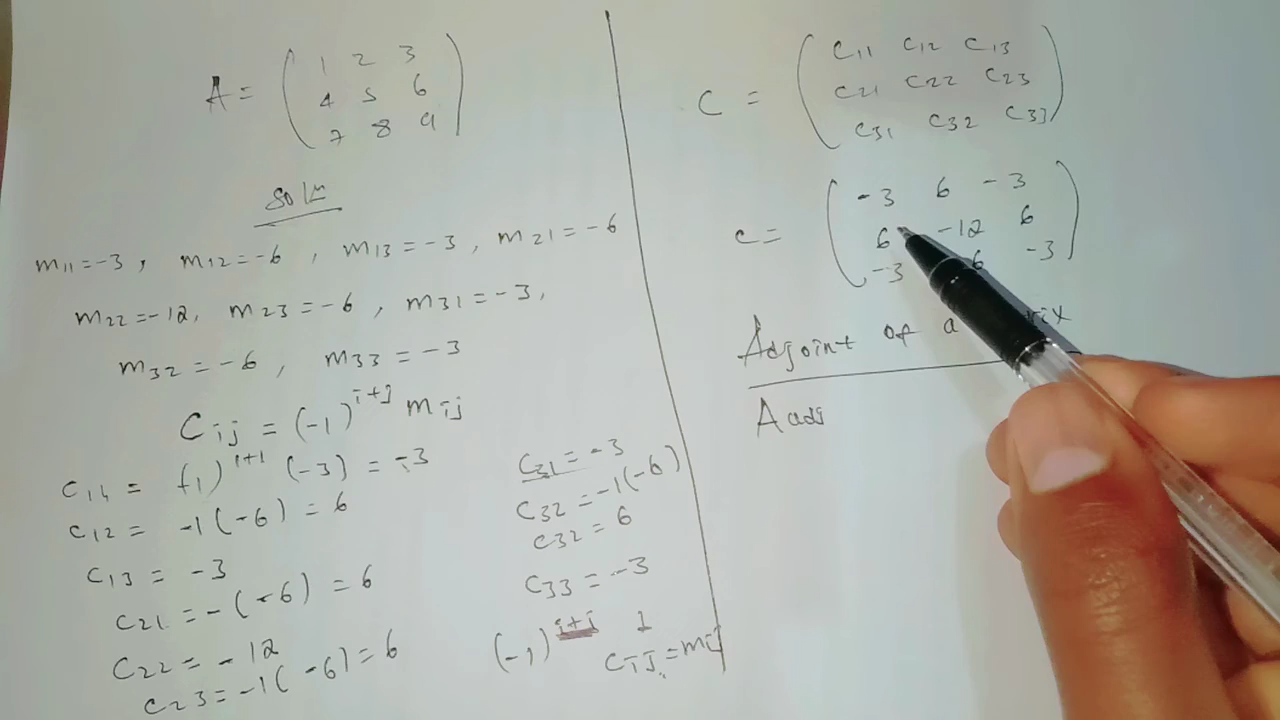 A = ( 1 2 3
4 5 6
7 8 9 )
Soln
m11=-3, m12=-6, m13=-3, m21=-6
m22=-12, m23=-6, m31=-3,
m32=-6, m33=-3
Cij = (-1)^i+j mij
C11 = (-1)^1+1 (-3) = -3
C12 = -1(-6) = 6
C13 = -3
C21 = -(-6) = 6
C22 = -12
C23 = -1(-6) = 6
C31 = -3
C32 = -1(-6)
C32 = 6
C33 = -3
(-1)^i+j 1
Cij = mij
C = ( C11 C12 C13
C21 C22 C23
C31 C32 C33 )
C = ( -3 6 -3
6 -12 6
-3 6 -3 )
Adjoint of a
A adj